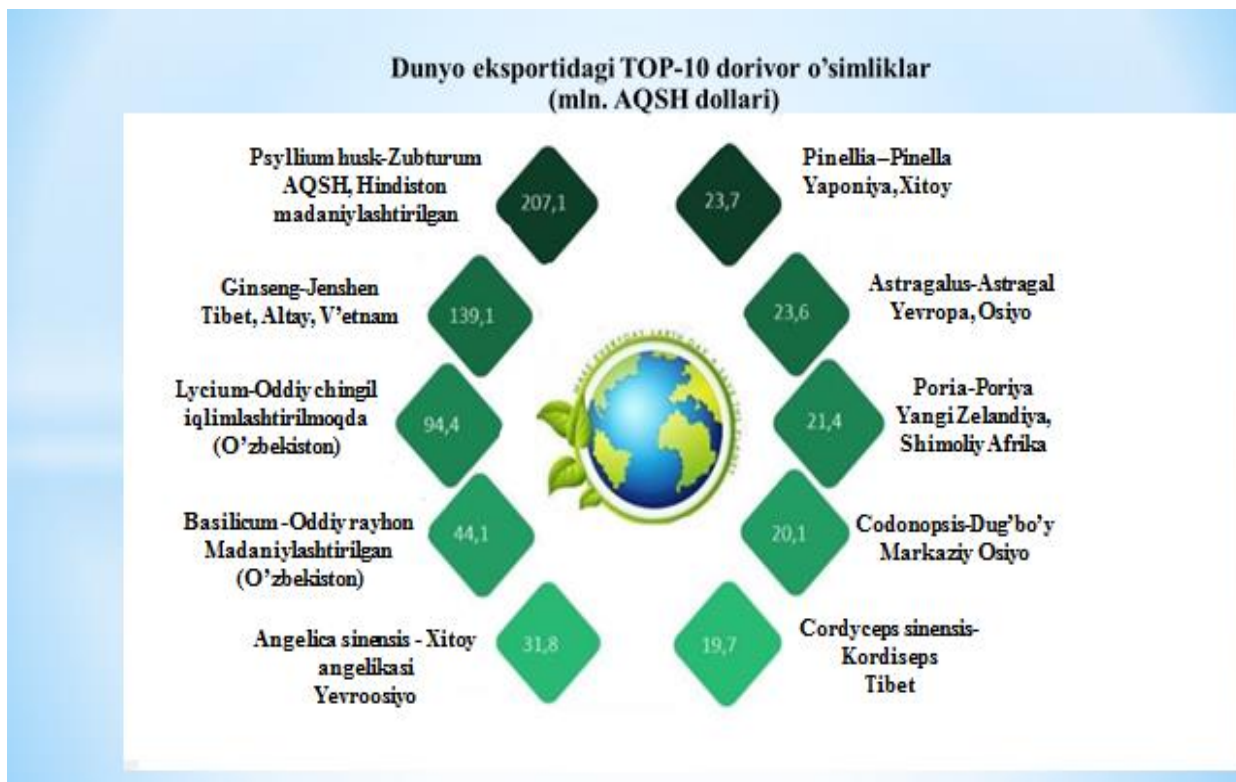 Dunyo eksportidagi TOP-10 dorivor o’simliklar
(mln. AQSH dollari)
Psyllium husk-Zubturum
AQSH, Hindiston
madaniylashtirilgan
207,1
Ginseng-Jenshen
Tibet, Altay, V’etnam
139,1
Lycium-Oddiy chingil
iqlimlashtirilmoqda
(O’zbekiston)
94,4
Basilicum-Oddiy rayhon
Madaniylashtirilgan
(O’zbekiston)
44,1
Angelica sinensis - Xitoy
angelikasi
Yevroosiyo
31,8
Pinellia–Pinella
Yaponiya, Xitoy
23,7
Astragalus-Astragal
Yevropa, Osiyo
23,6
Poria-Poriya
Yangi Zelandiya,
Shimoliy Afrika
21,4
Codonopsis-Dug’bo’y
Markaziy Osiyo
20,1
Cordyceps sinensis-
Kordiseps
Tibet
19,7
MAKE EVERYDAY EARTH DAY